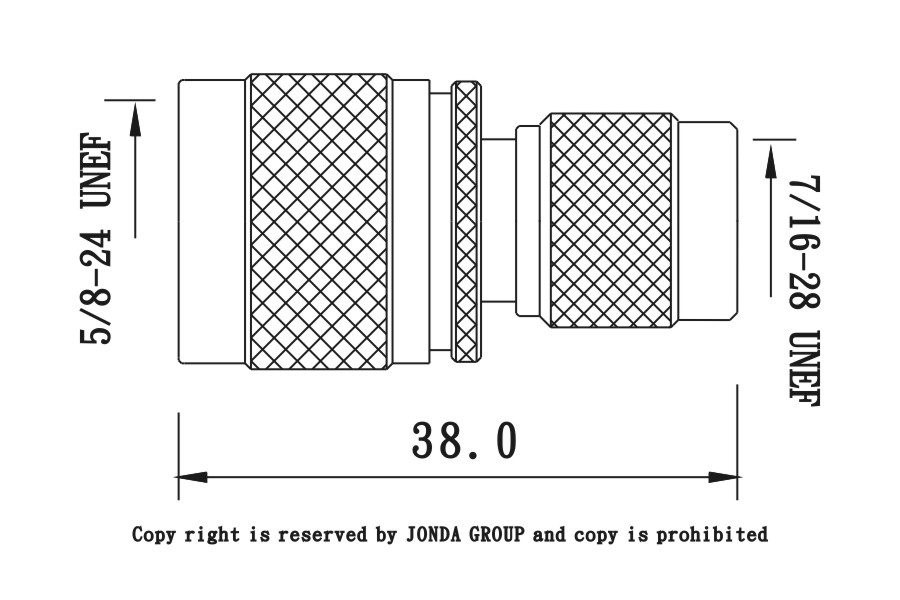 5/8-24 UNEF
7/16-28 UNEF
38.0
Copy right is reserved by JONDA GROUP and copy is prohibited